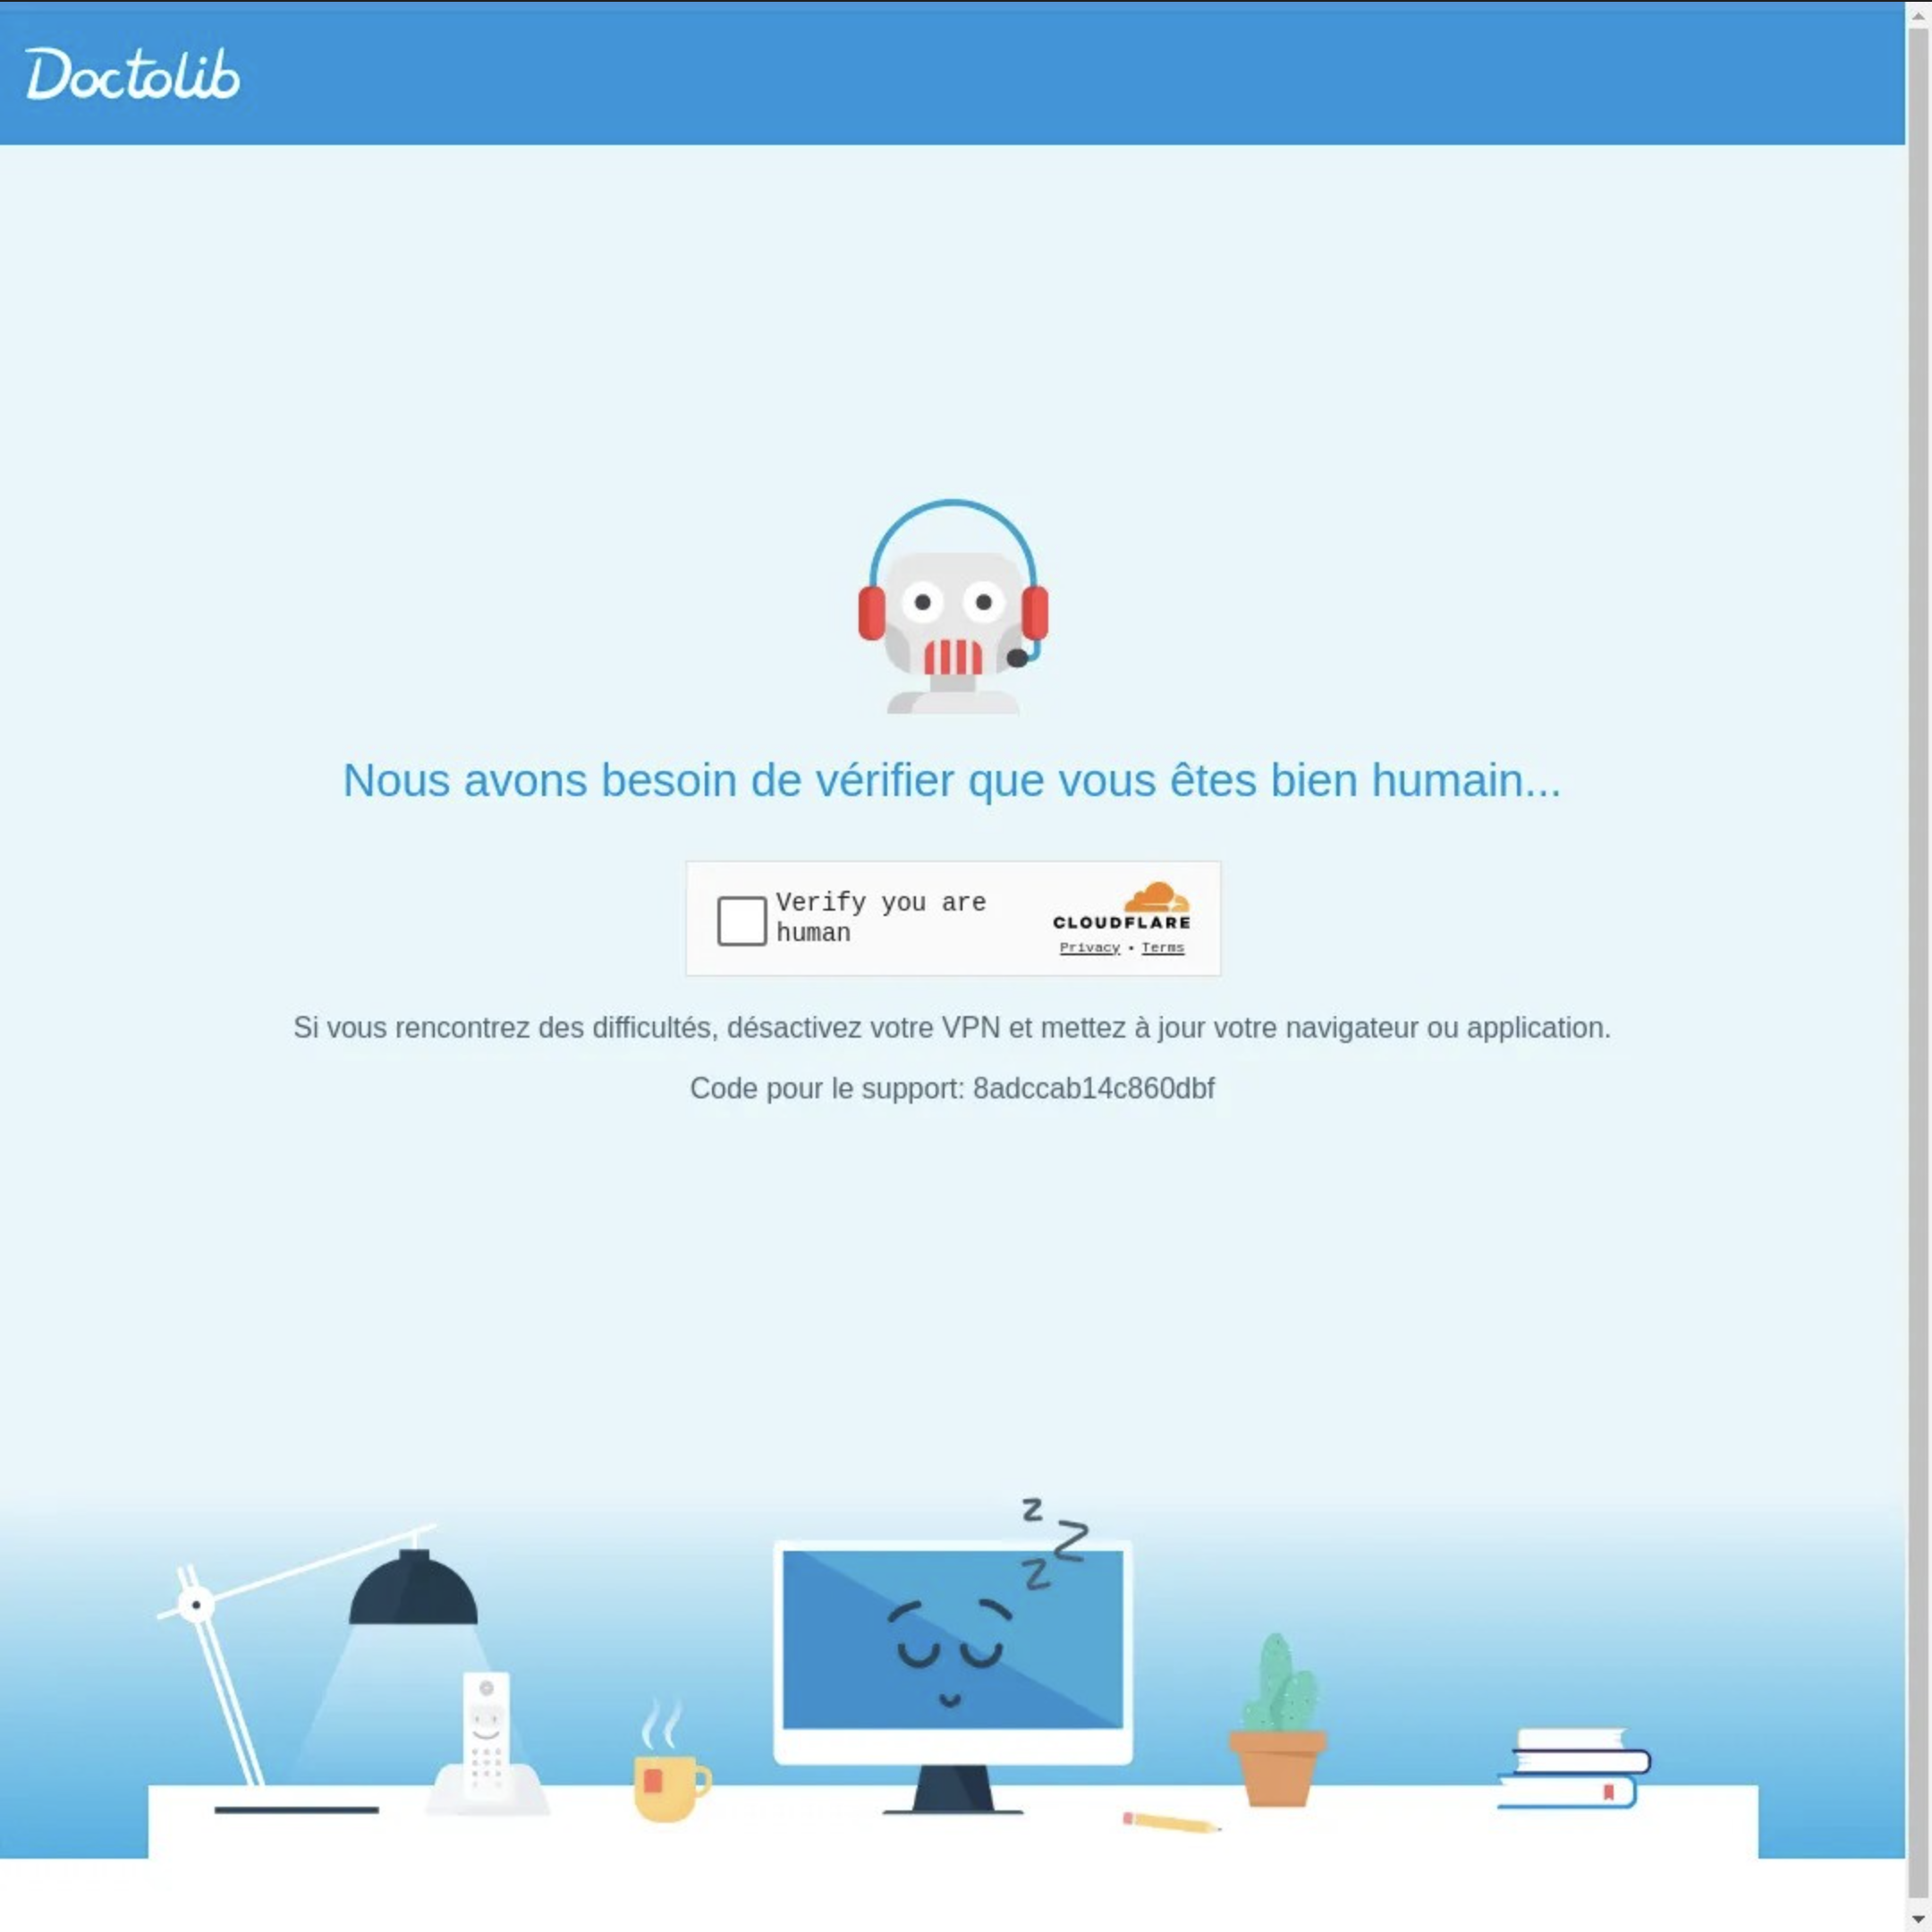 Doctolib
Nous avons besoin de vérifier que vous êtes bien humain...
Verify you are
human
CLOUDFLARE
Privacy • Terms
Si vous rencontrez des difficultés, désactivez votre VPN et mettez à jour votre navigateur ou application.
Code pour le support: 8adccab14c860dbf
z
z
z